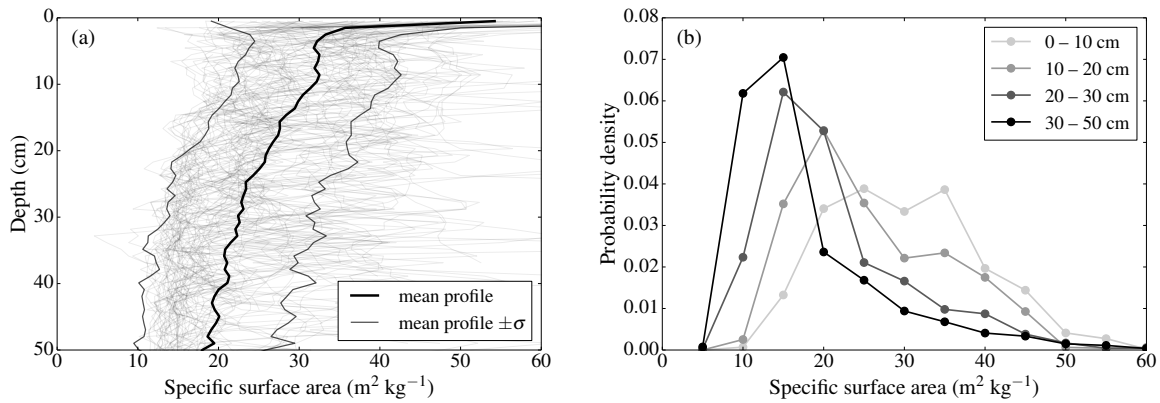 (a)
0
10
20
30
40
50
Depth (cm)
0 10 20 30 40 50 60
Specific surface area (m² kg⁻¹)
mean profile
mean profile ±σ
(b)
0.08
0.07
0.06
0.05
0.04
0.03
0.02
0.01
0.00
Probability density
0 10 20 30 40 50 60
Specific surface area (m² kg⁻¹)
0 – 10 cm
10 – 20 cm
20 – 30 cm
30 – 50 cm